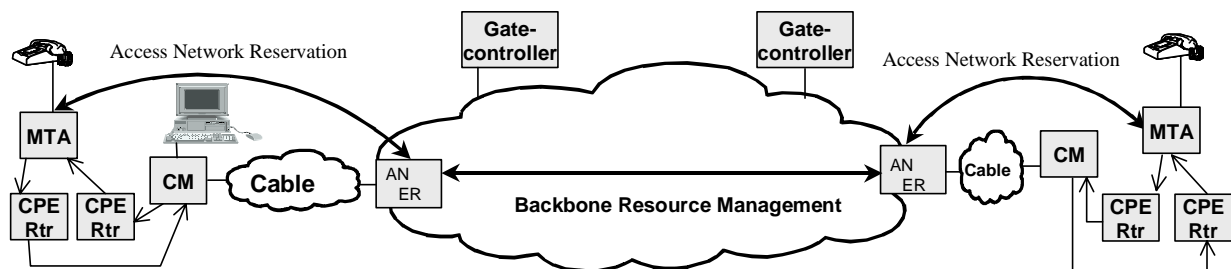 Gate-
controller
Gate-
controller
Access Network Reservation
Access Network Reservation
MTA
MTA
CM
Cable
AN
ER
AN
ER
Cable
CM
CPE
Rtr
CPE
Rtr
Backbone Resource Management
CPE
Rtr
CPE
Rtr